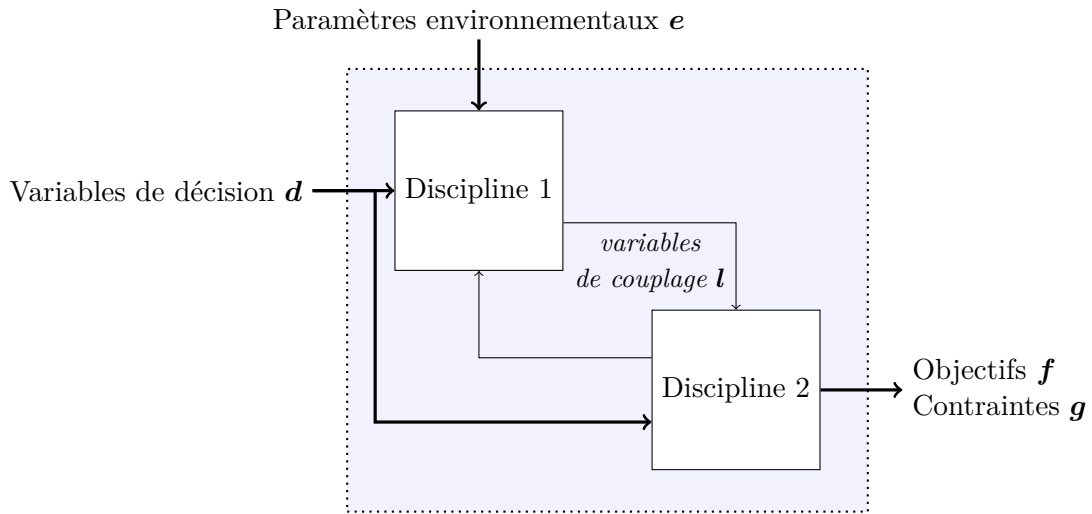 Paramètres environnementaux e
Variables de décision d
Discipline 1
variables
de couplage l
Discipline 2
Objectifs f
Contraintes g